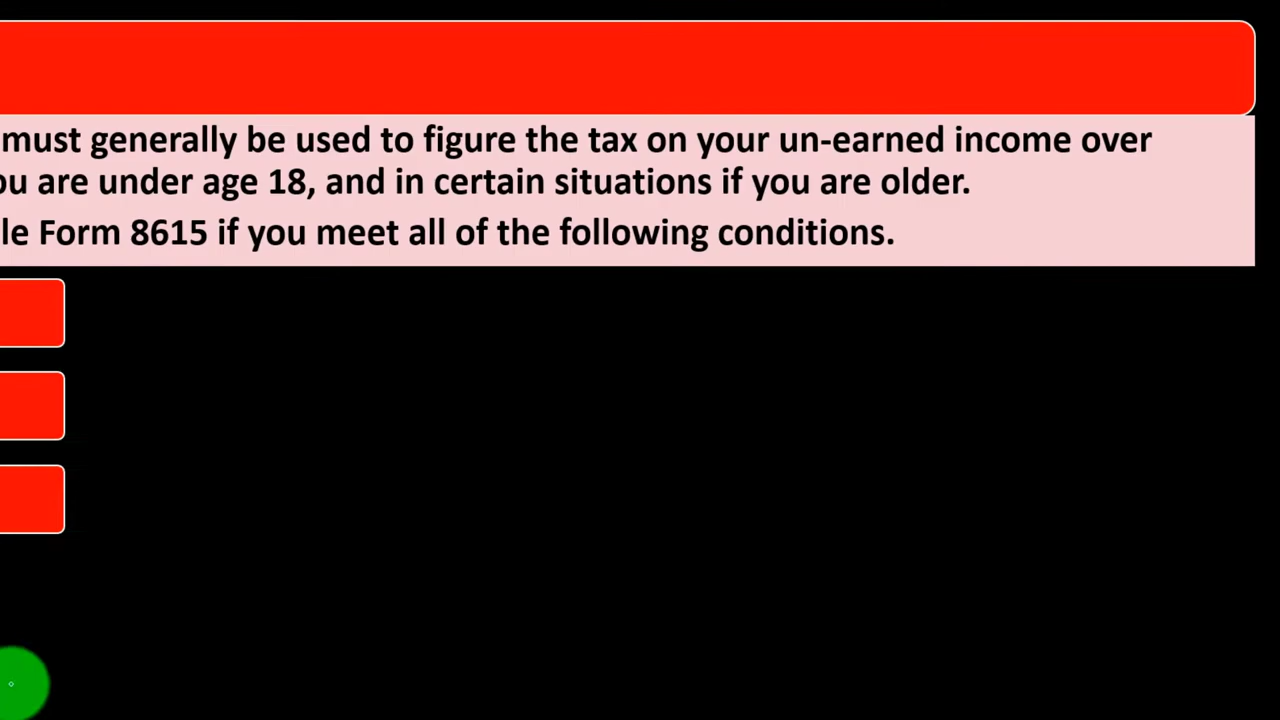 must generally be used to figure the tax on your un-earned income over
ou are under age 18, and in certain situations if you are older.
le Form 8615 if you meet all of the following conditions.